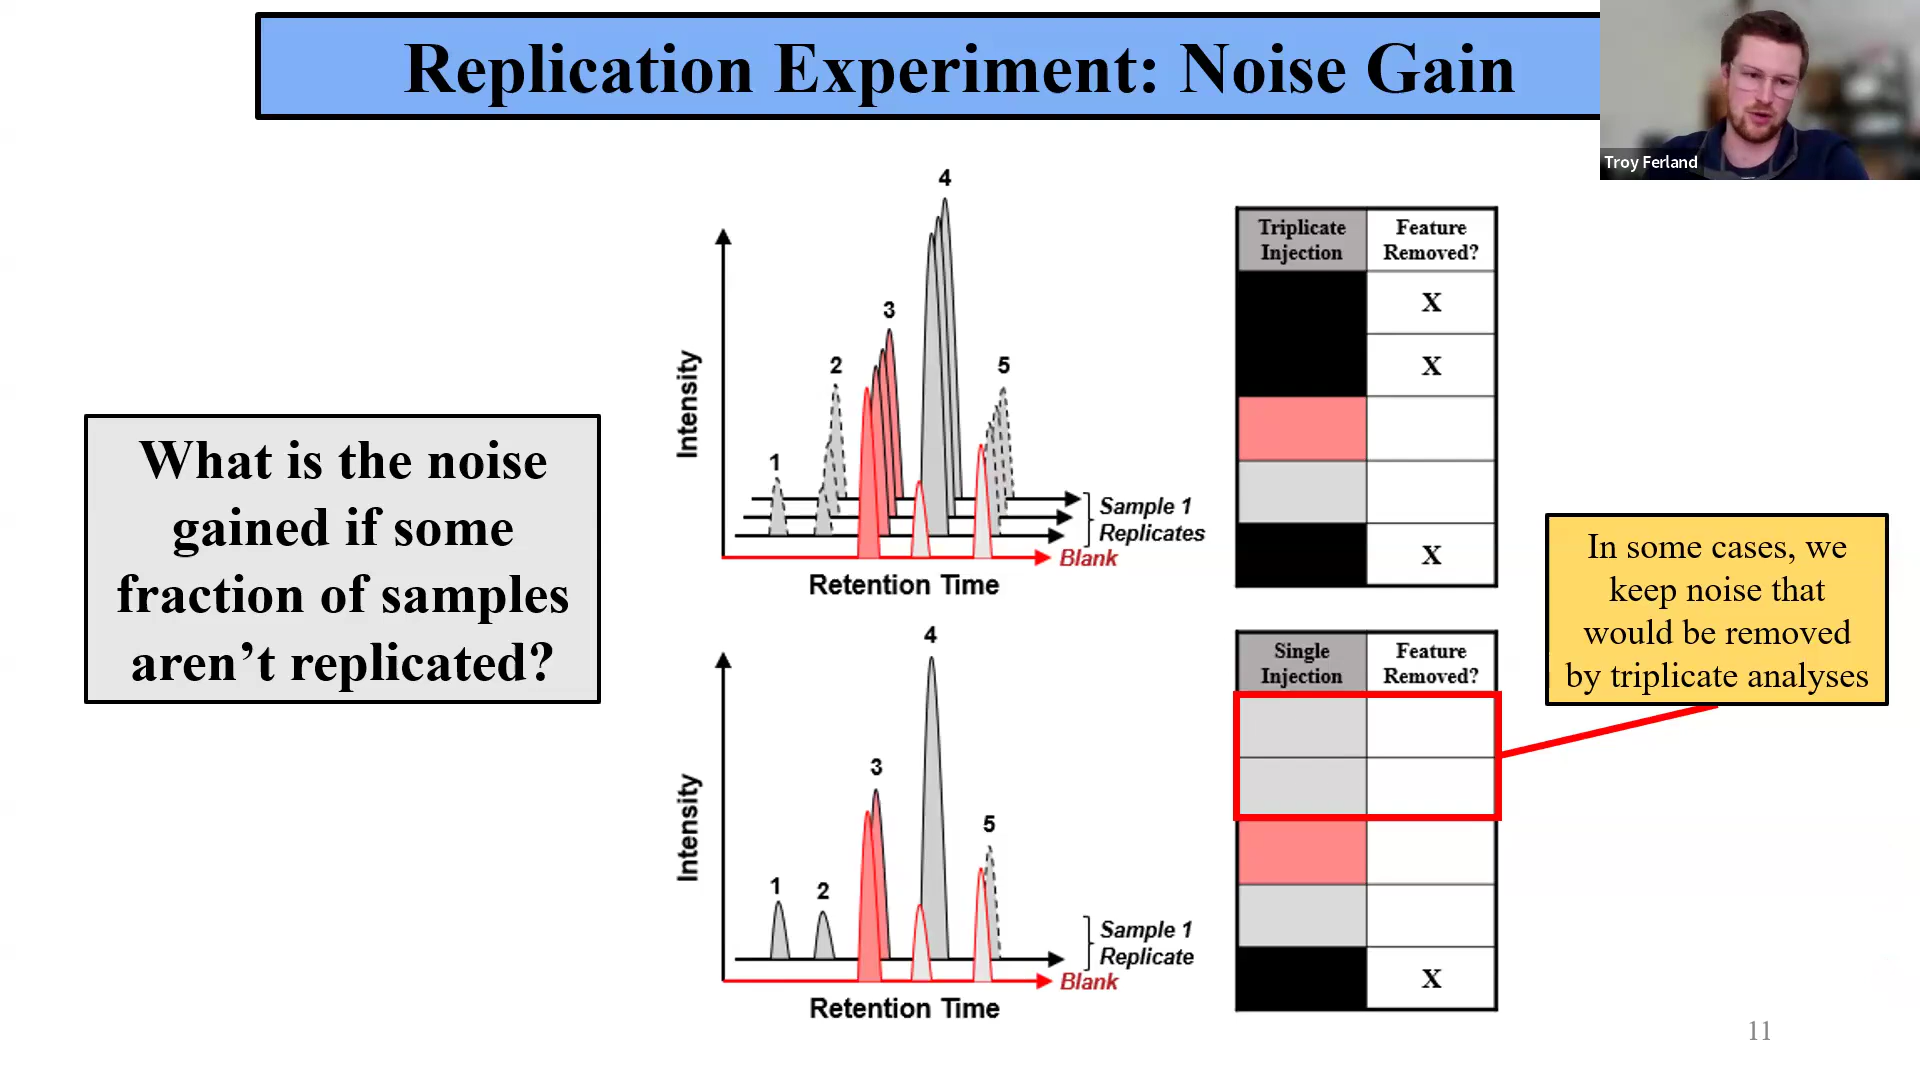 Replication Experiment: Noise Gain
Troy Ferland
What is the noise
gained if some
fraction of samples
aren’t replicated?
Intensity
1
2
3
4
5
Sample 1
Replicates
Blank
Retention Time
Triplicate
Injection
Feature
Removed?
X
X
X
Intensity
1
2
3
4
5
Sample 1
Replicate
Blank
Retention Time
Single
Injection
Feature
Removed?
X
In some cases, we
keep noise that
would be removed
by triplicate analyses
11